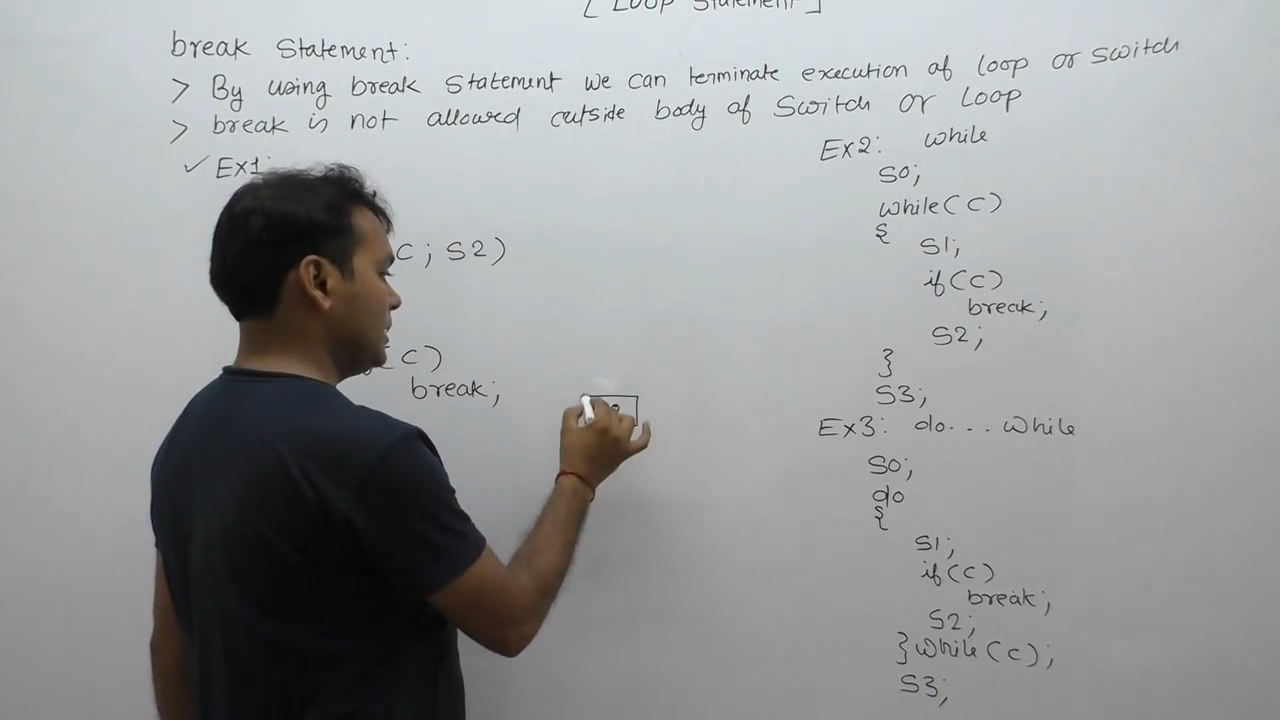 [ Loop Statement ]
break Statement:
> By using break Statement we can terminate execution of loop or switch
> break is not allowed outside body of Switch or Loop
✓ Ex1:
C ; S2)
(C)
break;
Ex2: while
S0;
while(C)
{
S1;
if(C)
break;
S2;
}
S3;
Ex3: do... while
S0;
do
{
S1;
if(C)
break;
S2;
}while(C);
S3;